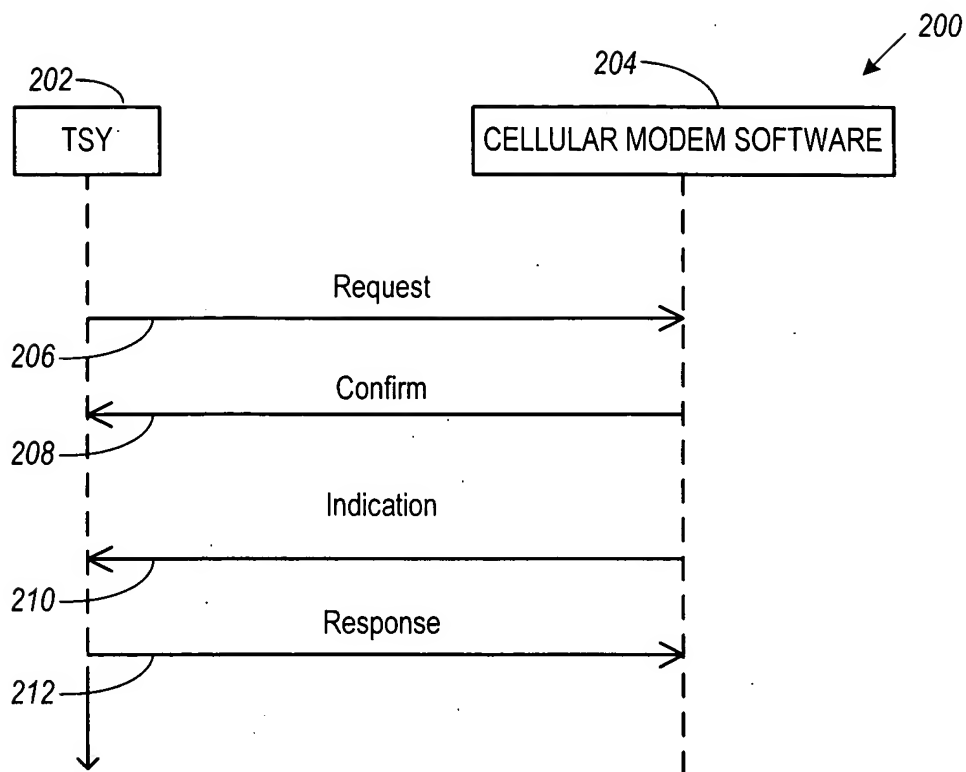 200
202
204
TSY
CELLULAR MODEM SOFTWARE
Request
206
Confirm
208
Indication
210
Response
212